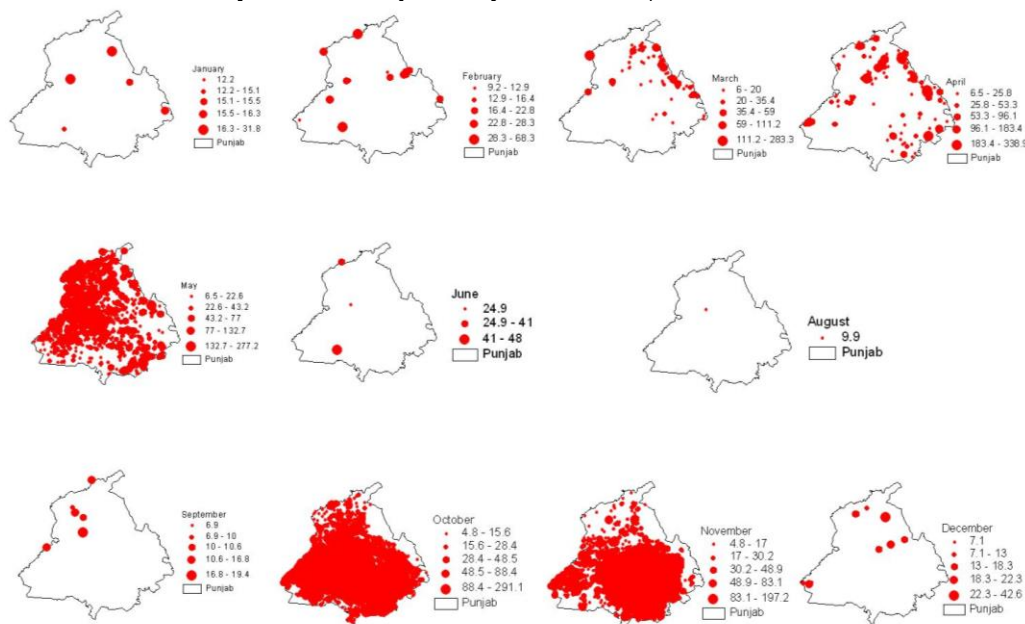 January
12.2
12.2 - 15.1
15.1 - 15.5
15.5 - 16.3
16.3 - 31.8
Punjab
February
9.2 - 12.9
12.9 - 16.4
16.4 - 22.8
22.8 - 28.3
28.3 - 68.3
Punjab
March
6 - 20
20 - 35.4
35.4 - 59
59 - 111.2
111.2 - 283.3
Punjab
April
6.5 - 25.8
25.8 - 53.3
53.3 - 96.1
96.1 - 183.4
183.4 - 338.9
Punjab
May
6.5 - 22.6
22.6 - 43.2
43.2 - 77
77 - 132.7
132.7 - 277.2
Punjab
June
24.9
24.9 - 41
41 - 48
Punjab
August
9.9
Punjab
September
6.9
6.9 - 10
10 - 10.6
10.6 - 16.8
16.8 - 19.4
Punjab
October
4.8 - 15.6
15.6 - 28.4
28.4 - 48.5
48.5 - 88.4
88.4 - 291.1
Punjab
November
4.8 - 17
17 - 30.2
30.2 - 48.9
48.9 - 83.1
83.1 - 197.2
Punjab
December
7.1
7.1 - 13
13 - 18.3
18.3 - 22.3
22.3 - 42.6
Punjab